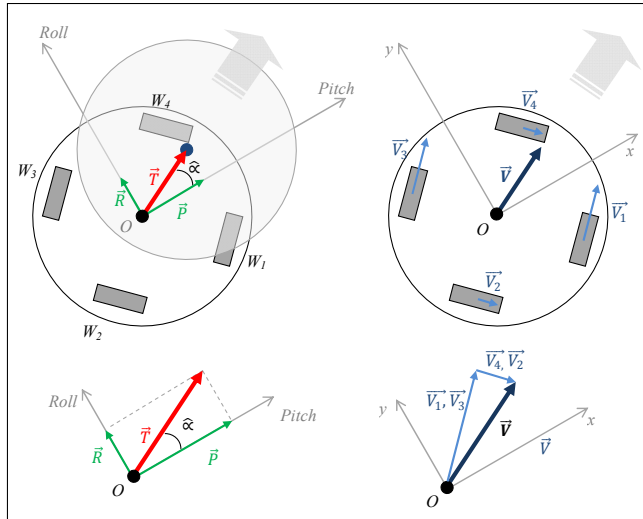 Roll
Pitch
W₄
W₃
T⃗
α̂
R⃗
P⃗
O
W₁
W₂
y
x
V₄⃗
V₃⃗
V⃗
V₁⃗
O
V₂⃗
Roll
Pitch
T⃗
α̂
R⃗
P⃗
O
V₄⃗, V₂⃗
V₁⃗, V₃⃗
y
x
V⃗
V⃗
O